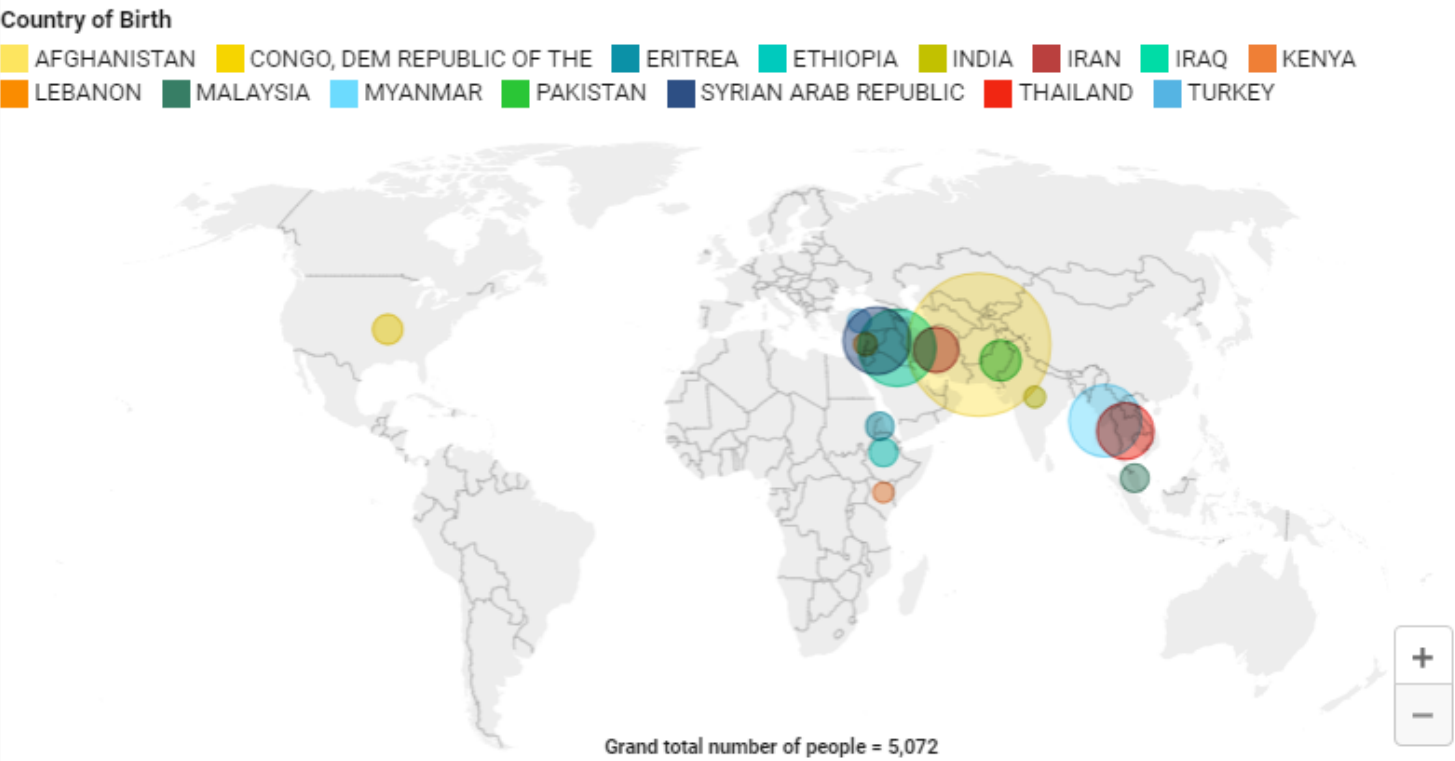 Country of Birth
AFGHANISTAN CONGO, DEM REPUBLIC OF THE ERITREA ETHIOPIA INDIA IRAN IRAQ KENYA
LEBANON MALAYSIA MYANMAR PAKISTAN SYRIAN ARAB REPUBLIC THAILAND TURKEY
+
−
Grand total number of people = 5,072